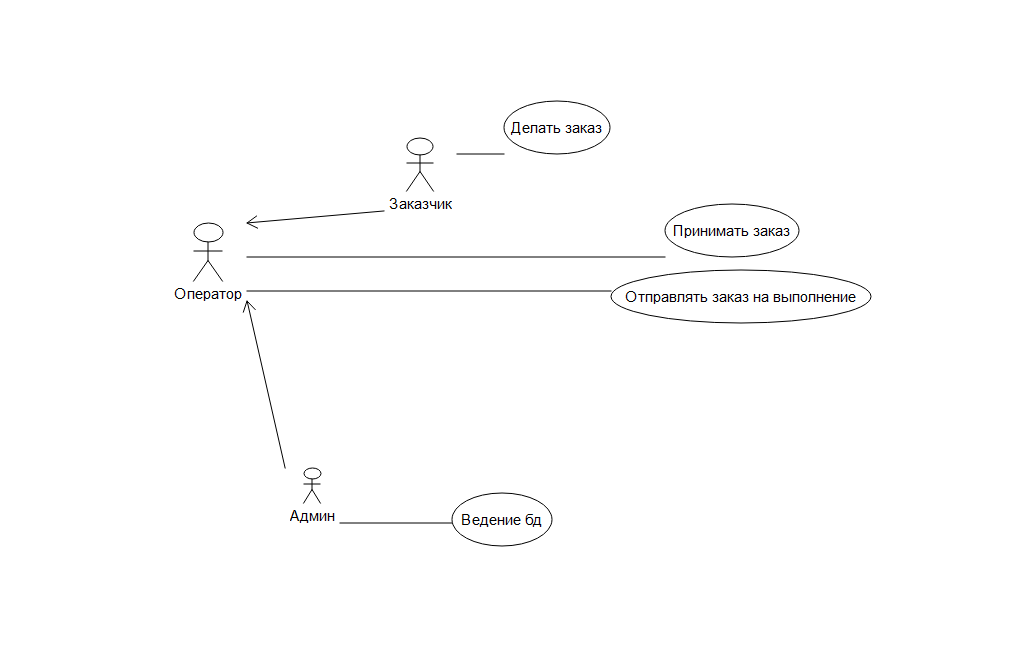 Делать заказ
Заказчик
Принимать заказ
Оператор
Отправлять заказ на выполнение
Админ
Ведение бд